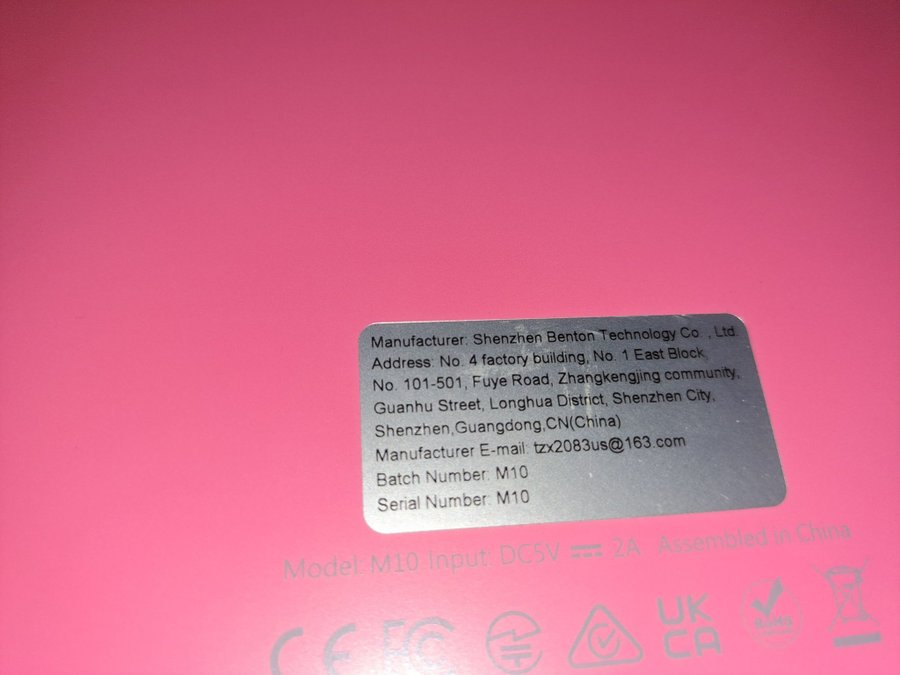 Manufacturer: Shenzhen Benton Technology Co. , Ltd.
Address: No. 4 factory building, No. 1 East Block,
No. 101-501, Fuye Road, Zhangkengjing community,
Guanhu Street, Longhua District, Shenzhen City,
Shenzhen,Guangdong,CN(China)
Manufacturer E-mail: tzx2083us@163.com
Batch Number: M10
Serial Number: M10
Model: M10 Input: DC5V 2A Assembled in China
CE FC UK
CA RoHS